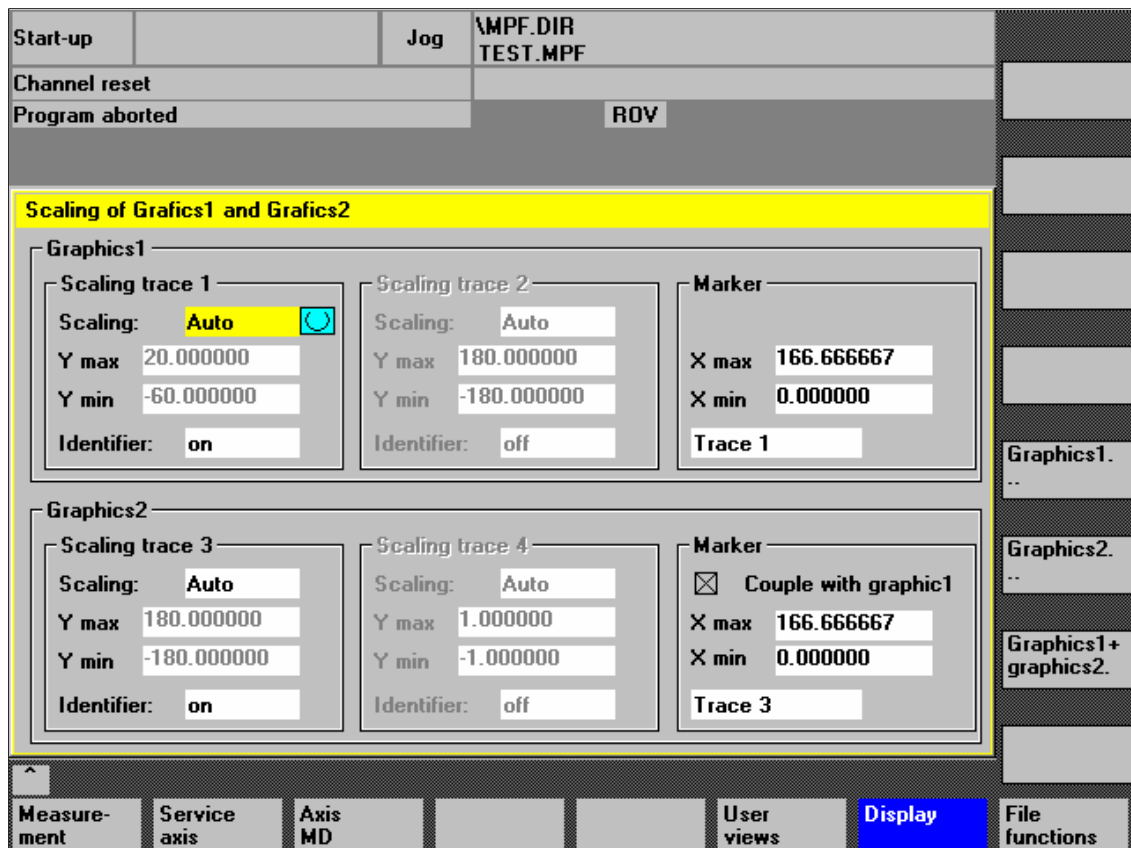 Start-up
Jog
\MPF.DIR
TEST.MPF
Channel reset
Program aborted
ROV
Scaling of Grafics1 and Grafics2
Graphics1
Scaling trace 1
Scaling: Auto
Y max 20.000000
Y min -60.000000
Identifier: on
Scaling trace 2
Scaling: Auto
Y max 180.000000
Y min -180.000000
Identifier: off
Marker
X max 166.666667
X min 0.000000
Trace 1
Graphics2
Scaling trace 3
Scaling: Auto
Y max 180.000000
Y min -180.000000
Identifier: on
Scaling trace 4
Scaling: Auto
Y max 1.000000
Y min -1.000000
Identifier: off
Marker
Couple with graphic1
X max 166.666667
X min 0.000000
Trace 3
Graphics1.
..
Graphics2.
..
Graphics1+
graphics2.
^
Measure-
ment
Service
axis
Axis
MD
User
views
Display
File
functions